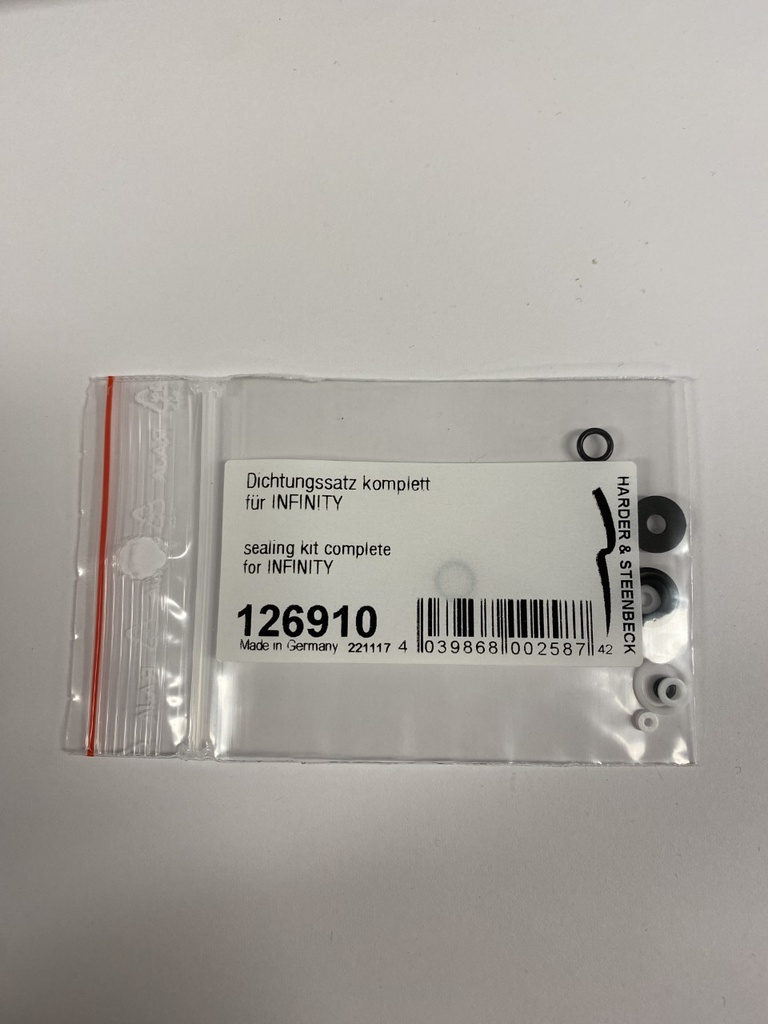 Dichtungssatz komplett
für INFINITY
sealing kit complete
for INFINITY
126910
Made in Germany 221117
4 039868 002587 42
HARDER & STEENBECK